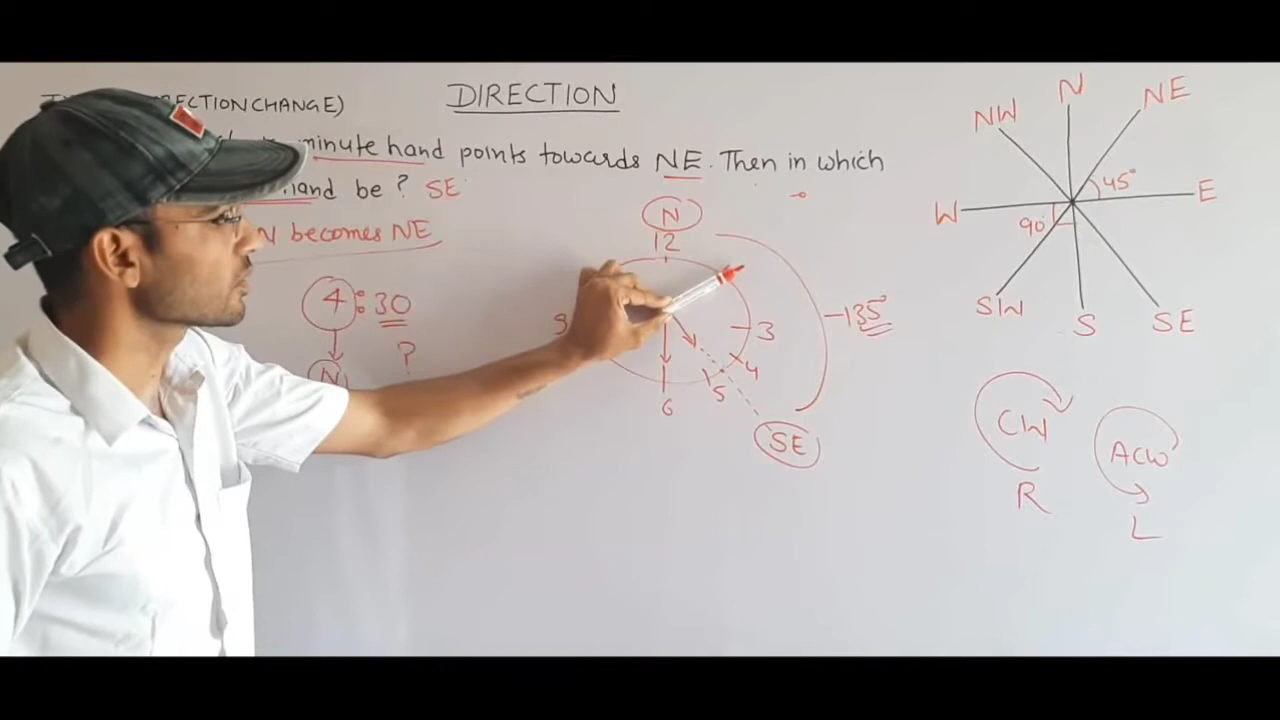 DIRECTION
RECTION CHANGE)
minute hand points towards NE. Then in which
hand be? SE
N becomes NE
4:30
?
N
N
12
3
4
5
6
9
SE
135°
N
NE
E
SE
S
SW
W
NW
45°
90°
CW
R
ACW
L